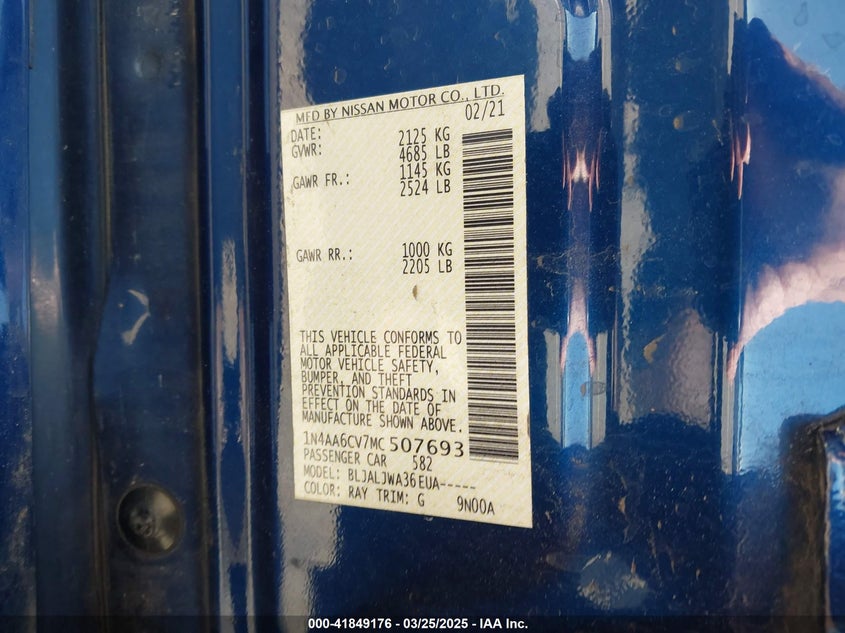 MFD BY NISSAN MOTOR CO., LTD.
DATE: 02/21
GVWR: 2125 KG
4685 LB
GAWR FR.: 1145 KG
2524 LB
GAWR RR.: 1000 KG
2205 LB
THIS VEHICLE CONFORMS TO
ALL APPLICABLE FEDERAL
MOTOR VEHICLE SAFETY,
BUMPER, AND THEFT
PREVENTION STANDARDS IN
EFFECT ON THE DATE OF
MANUFACTURE SHOWN ABOVE.
1N4AA6CV7MC507693
PASSENGER CAR 582
MODEL: BLJALJWA36EUA-----
COLOR: RAY TRIM: G 9N00A
000-41849176 - 03/25/2025 - IAA Inc.